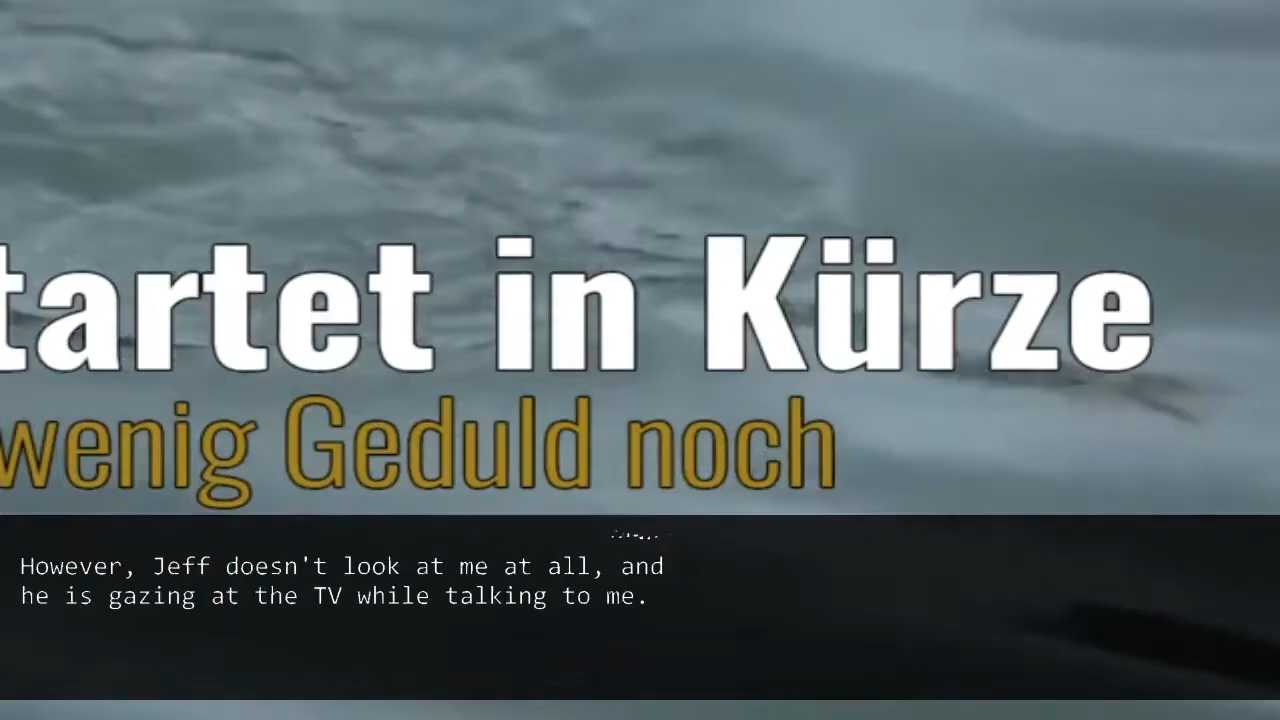 tartet in Kürze
wenig Geduld noch
However, Jeff doesn't look at me at all, and
he is gazing at the TV while talking to me.